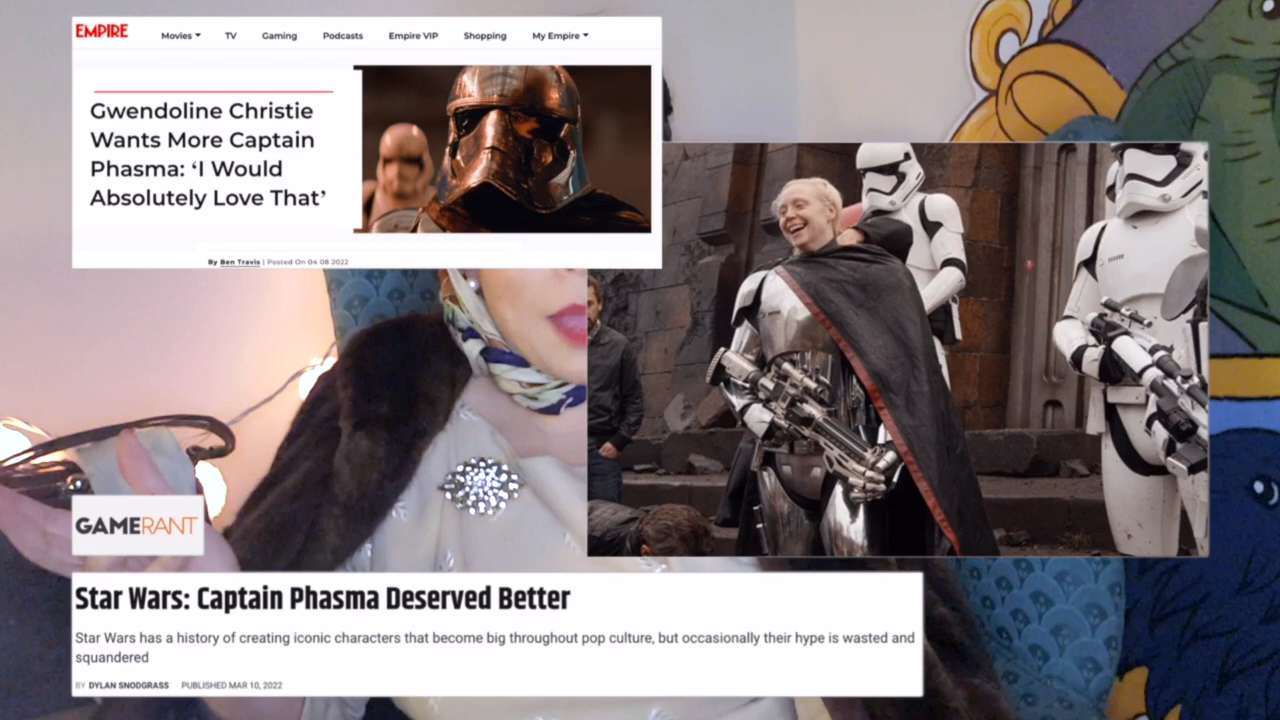 EMPIRE
Movies TV Gaming Podcasts Empire VIP Shopping My Empire
Gwendoline Christie
Wants More Captain
Phasma: ‘I Would
Absolutely Love That’
By Ben Travis | Posted On 04 08 2022
GAMERANT
Star Wars: Captain Phasma Deserved Better
Star Wars has a history of creating iconic characters that become big throughout pop culture, but occasionally their hype is wasted and
squandered
BY DYLAN SNODGRASS PUBLISHED MAR 10, 2022